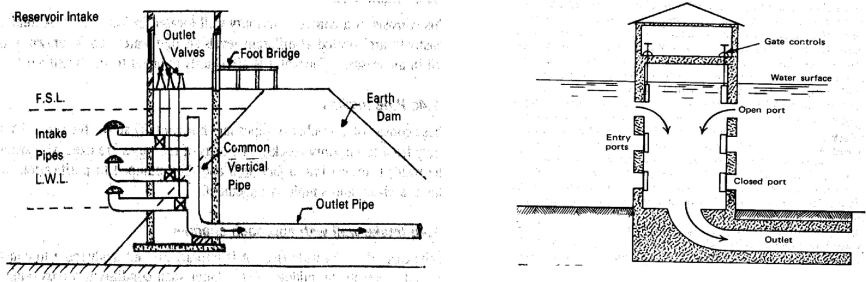 Reservoir Intake
Outlet
Valves
Foot Bridge
F.S.L.
Earth
Dam
Intake
Pipes
L.W.L.
Common
Vertical
Pipe
Outlet Pipe
Gate controls
Water surface
Open port
Entry
ports
Closed port
Outlet